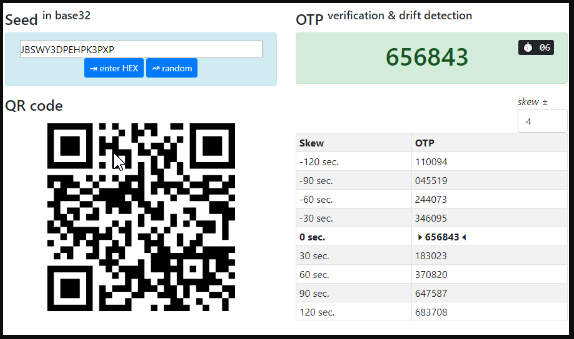 Seed in base32
JBSWY3DPEHPK3PXP
⇥ enter HEX
⤳ random
QR code
OTP verification & drift detection
656843
⏱ 06
skew ±
4
Skew OTP
-120 sec. 110094
-90 sec. 045519
-60 sec. 244073
-30 sec. 346095
0 sec. ‣ 656843 ◂
30 sec. 183023
60 sec. 370820
90 sec. 647587
120 sec. 683708